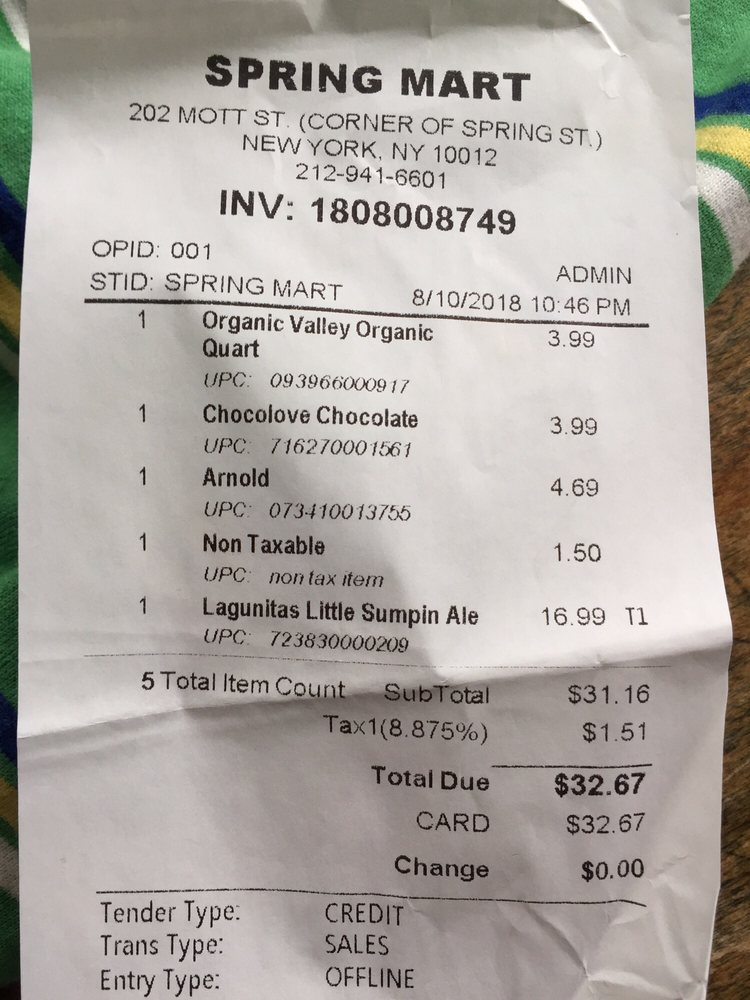 SPRING MART
202 MOTT ST. (CORNER OF SPRING ST.)
NEW YORK, NY 10012
212-941-6601
INV: 1808008749
OPID: 001
ADMIN
STID: SPRING MART 8/10/2018 10:46 PM
1 Organic Valley Organic 3.99
Quart
UPC: 093966000917
1 Chocolove Chocolate 3.99
UPC: 716270001561
1 Arnold 4.69
UPC: 073410013755
1 Non Taxable 1.50
UPC: non tax item
1 Lagunitas Little Sumpin Ale 16.99 T1
UPC: 723830000209
5 Total Item Count SubTotal $31.16
Tax1(8.875%) $1.51
Total Due $32.67
CARD $32.67
Change $0.00
Tender Type: CREDIT
Trans Type: SALES
Entry Type: OFFLINE